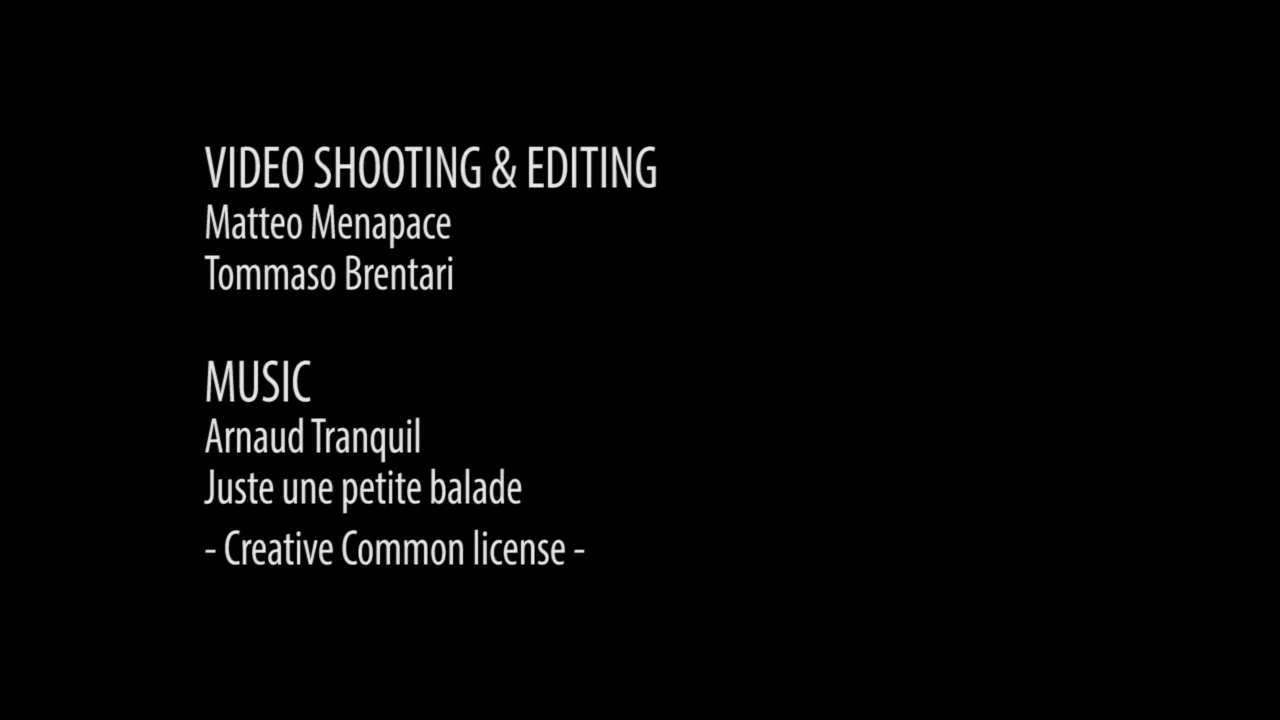 VIDEO SHOOTING & EDITING
Matteo Menapace
Tommaso Brentari
MUSIC
Arnaud Tranquil
Juste une petite balade
- Creative Common license -